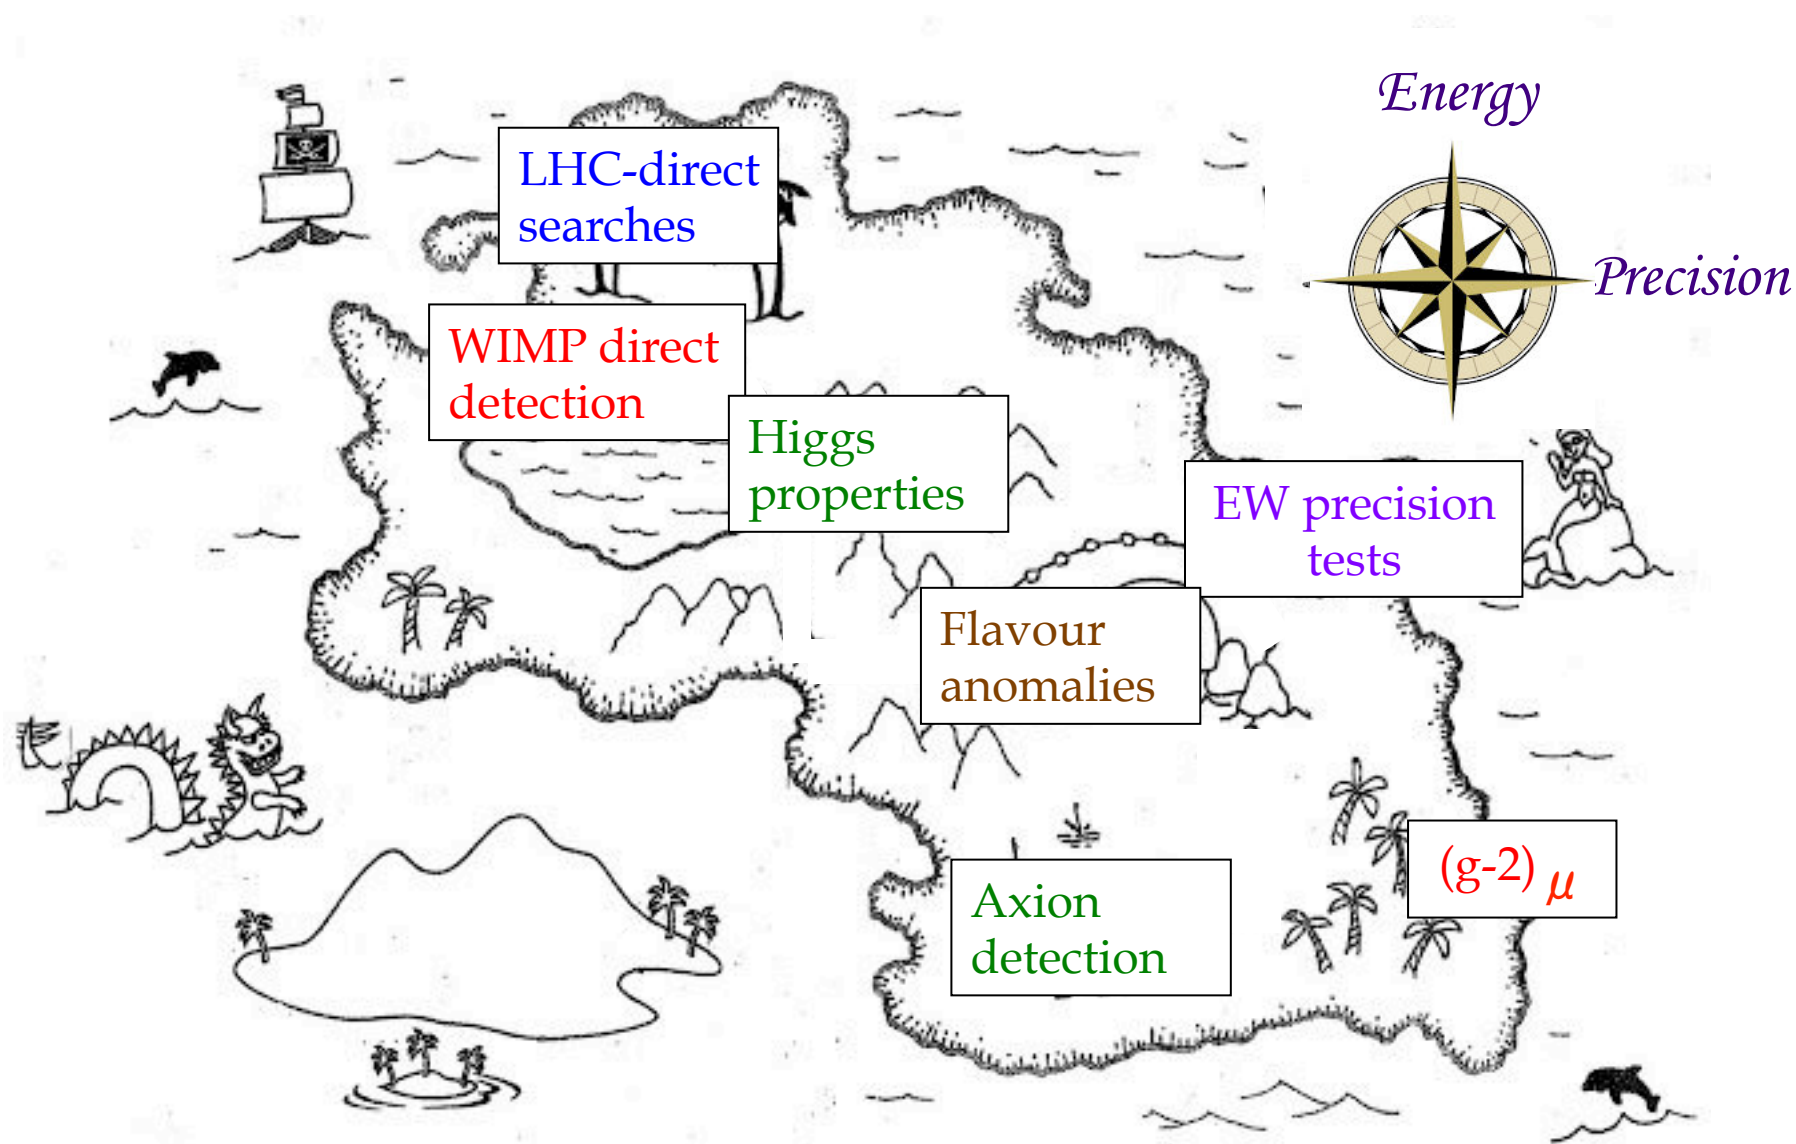 Energy
Precision
LHC-direct
searches
WIMP direct
detection
Higgs
properties
EW precision
tests
Flavour
anomalies
(g-2) μ
Axion
detection